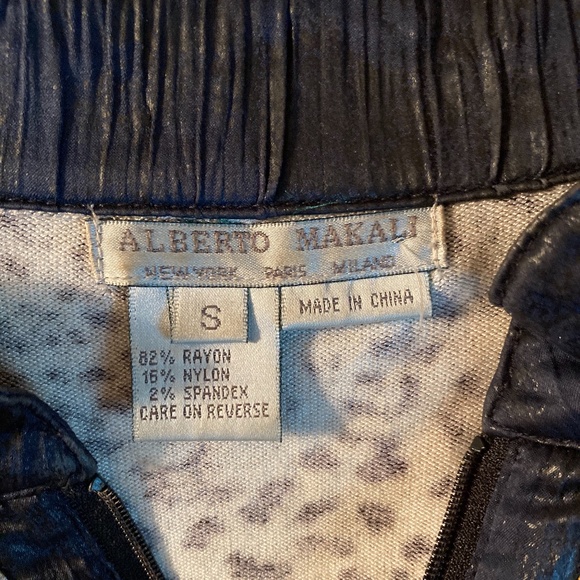 ALBERTO MAKALI
NEW YORK PARIS MILANO
S
MADE IN CHINA
82% RAYON
16% NYLON
2% SPANDEX
CARE ON REVERSE